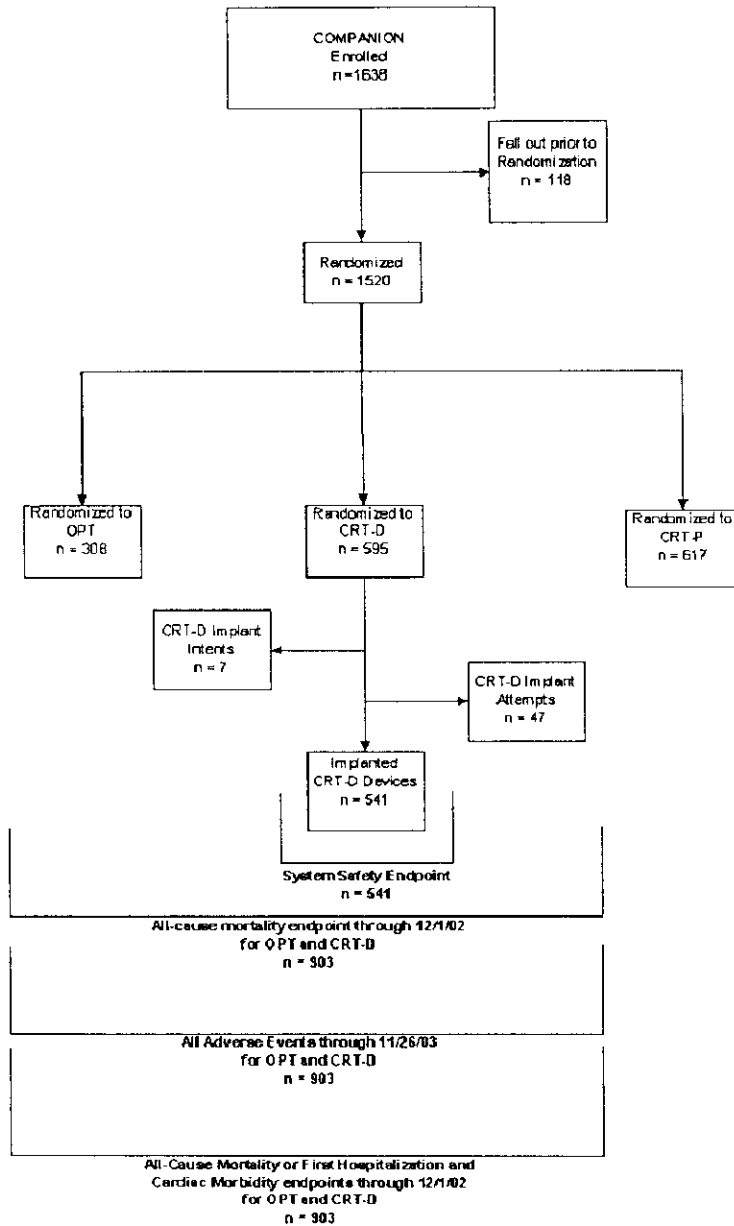 COMPANION
Enrolled
n =1638
Fall out prior to
Randomization
n = 118
Randomized
n = 1520
Randomized to
OPT
n = 308
Randomized to
CRT-D
n = 595
Randomized to
CRT-P
n = 617
CRT-D Implant
Intents
n = 7
CRT-D Implant
Attempts
n = 47
Implanted
CRT-D Devices
n = 541
System Safety Endpoint
n = 541
All-cause mortality endpoint through 12/1/02
for OPT and CRT-D
n = 903
All Adverse Events through 11/26/03
for OPT and CRT-D
n = 903
All-Cause Mortality or First Hospitalization and
Cardiac Morbidity endpoints through 12/1/02
for OPT and CRT-D
n = 903